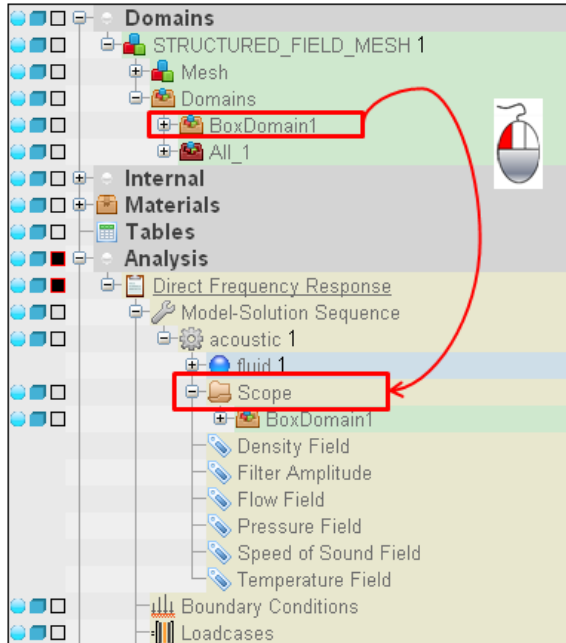 Domains
STRUCTURED_FIELD_MESH 1
Mesh
Domains
BoxDomain1
All_1
Internal
Materials
Tables
Analysis
Direct Frequency Response
Model-Solution Sequence
acoustic 1
fluid 1
Scope
BoxDomain1
Density Field
Filter Amplitude
Flow Field
Pressure Field
Speed of Sound Field
Temperature Field
Boundary Conditions
Loadcases